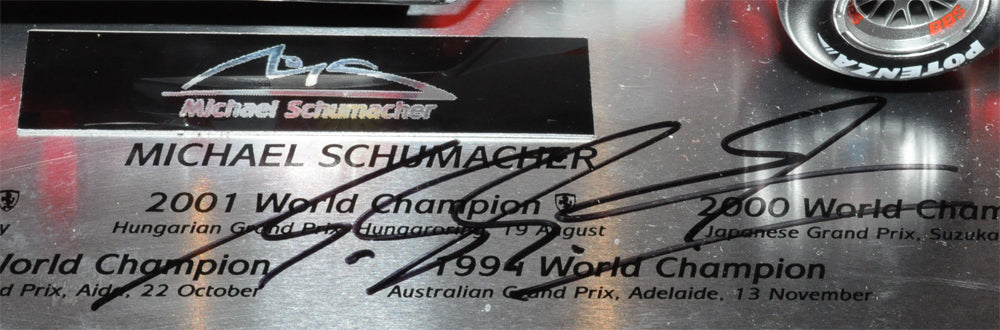 POTENZA
BBS
Michael Schumacher
MICHAEL SCHUMACHER
2001 World Champion 2000 World Cham
y Hungarian Grand Prix, Hungaroring, 19 August Japanese Grand Prix, Suzuka
World Champion 1994 World Champion
d Prix, Aida, 22 October Australian Grand Prix, Adelaide, 13 November